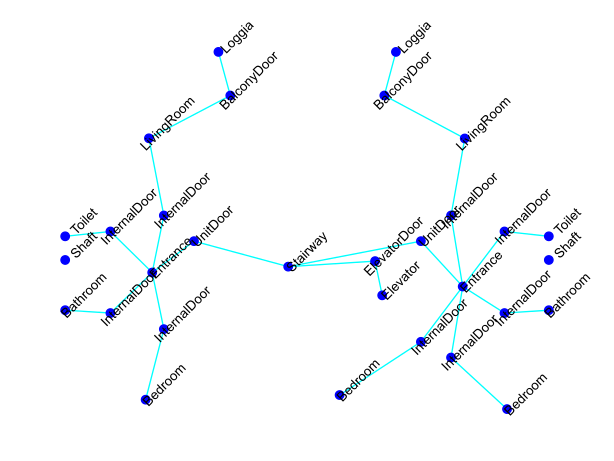 Loggia
Loggia
BalconyDoor
BalconyDoor
LivingRoom
LivingRoom
InternalDoor
InternalDoor
Toilet
InternalDoor
InternalDoor
Toilet
UnitDoor
UnitDoor
Shaft
Shaft
ElevatorDoor
Stairway
Entrance
Entrance
Elevator
Bathroom
InternalDoor
InternalDoor
Bathroom
InternalDoor
InternalDoor
InternalDoor
Bedroom
Bedroom
Bedroom